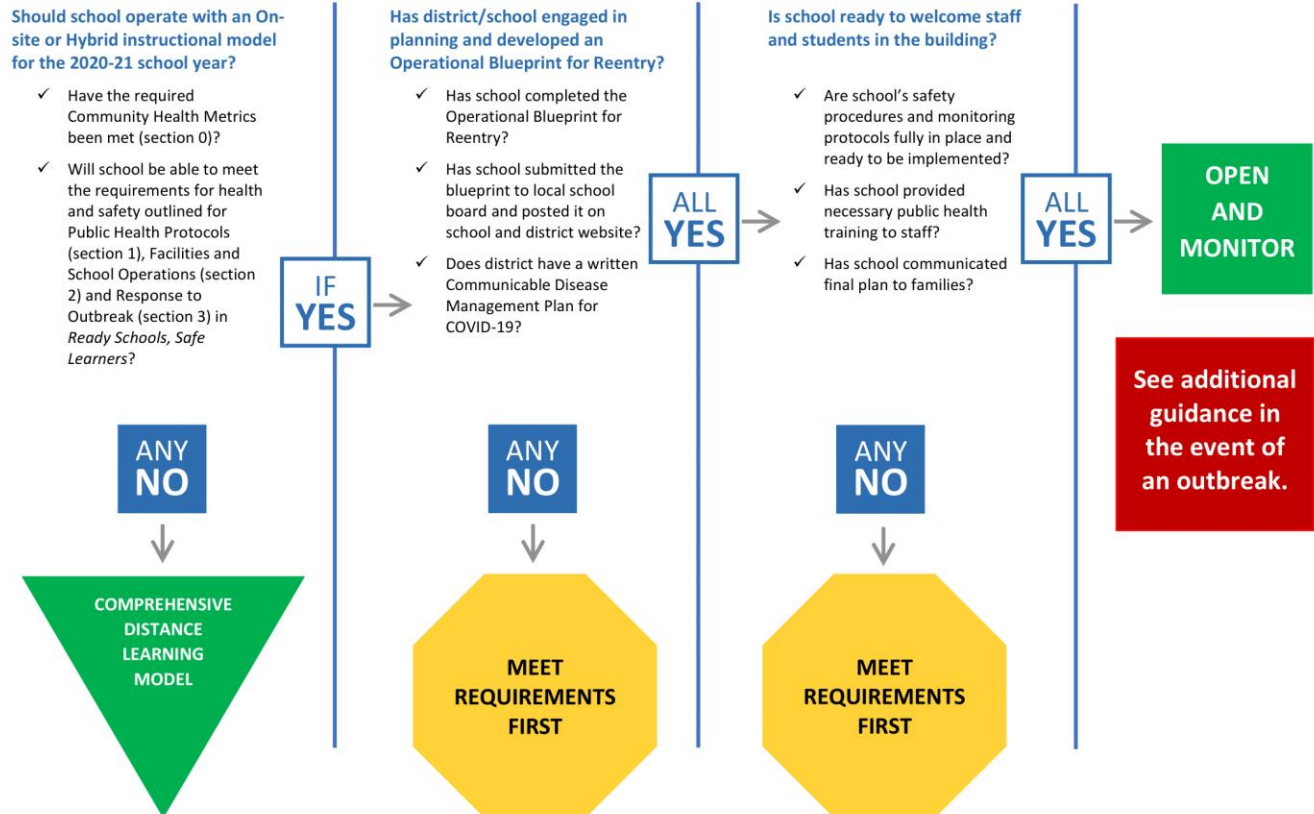 Should school operate with an On-
site or Hybrid instructional model
for the 2020-21 school year?
✓ Have the required
Community Health Metrics
been met (section 0)?
✓ Will school be able to meet
the requirements for health
and safety outlined for
Public Health Protocols
(section 1), Facilities and
School Operations (section
2) and Response to
Outbreak (section 3) in
Ready Schools, Safe
Learners?
IF
YES
ANY
NO
COMPREHENSIVE
DISTANCE
LEARNING
MODEL
Has district/school engaged in
planning and developed an
Operational Blueprint for Reentry?
✓ Has school completed the
Operational Blueprint for
Reentry?
✓ Has school submitted the
blueprint to local school
board and posted it on
school and district website?
✓ Does district have a written
Communicable Disease
Management Plan for
COVID-19?
ALL
YES
ANY
NO
MEET
REQUIREMENTS
FIRST
Is school ready to welcome staff
and students in the building?
✓ Are school's safety
procedures and monitoring
protocols fully in place and
ready to be implemented?
✓ Has school provided
necessary public health
training to staff?
✓ Has school communicated
final plan to families?
ALL
YES
ANY
NO
MEET
REQUIREMENTS
FIRST
OPEN
AND
MONITOR
See additional
guidance in
the event of
an outbreak.